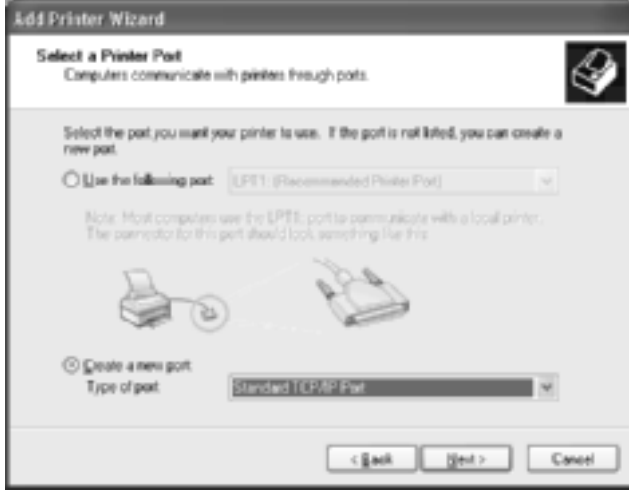 Add Printer Wizard
Select a Printer Port
Computers communicate with printers through ports.
Select the port you want your printer to use. If the port is not listed, you can create a
new port.
Use the following port: LPT1: (Recommended Printer Port)
Note: Most computers use the LPT1: port to communicate with a local printer.
The connector for this port should look something like this:
Create a new port:
Type of port: Standard TCP/IP Port
< Back Next > Cancel